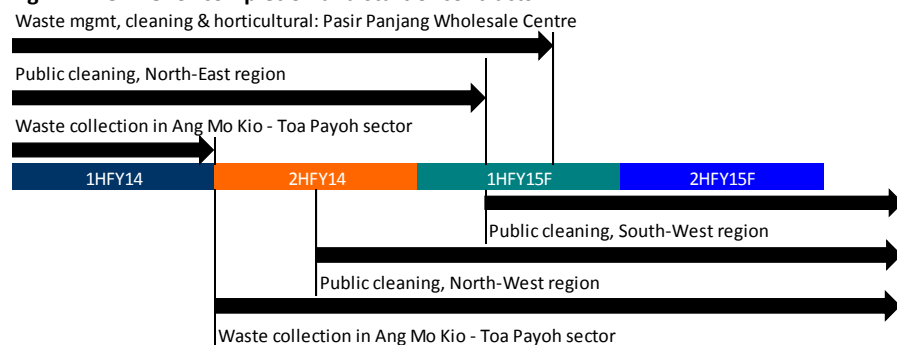 Waste mgmt, cleaning & horticultural: Pasir Panjang Wholesale Centre
Public cleaning, North-East region
Waste collection in Ang Mo Kio - Toa Payoh sector
1HFY14 2HFY14 1HFY15F 2HFY15F
Public cleaning, South-West region
Public cleaning, North-West region
Waste collection in Ang Mo Kio - Toa Payoh sector